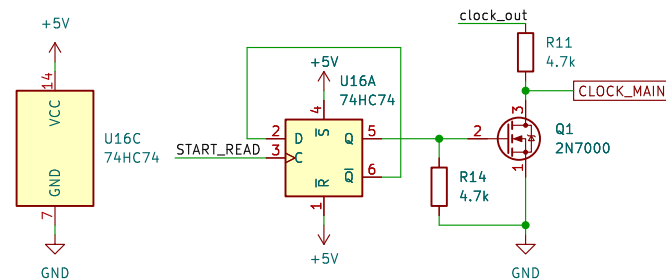 +5V
14
VCC
U16C
74HC74
GND
7
GND
START_READ
+5V
U16A
74HC74
4
S
2
D
3
C
Q
5
Q
6
R
1
+5V
R14
4.7k
clock_out
R11
4.7k
CLOCK_MAIN
3
2
Q1
2N7000
1
GND